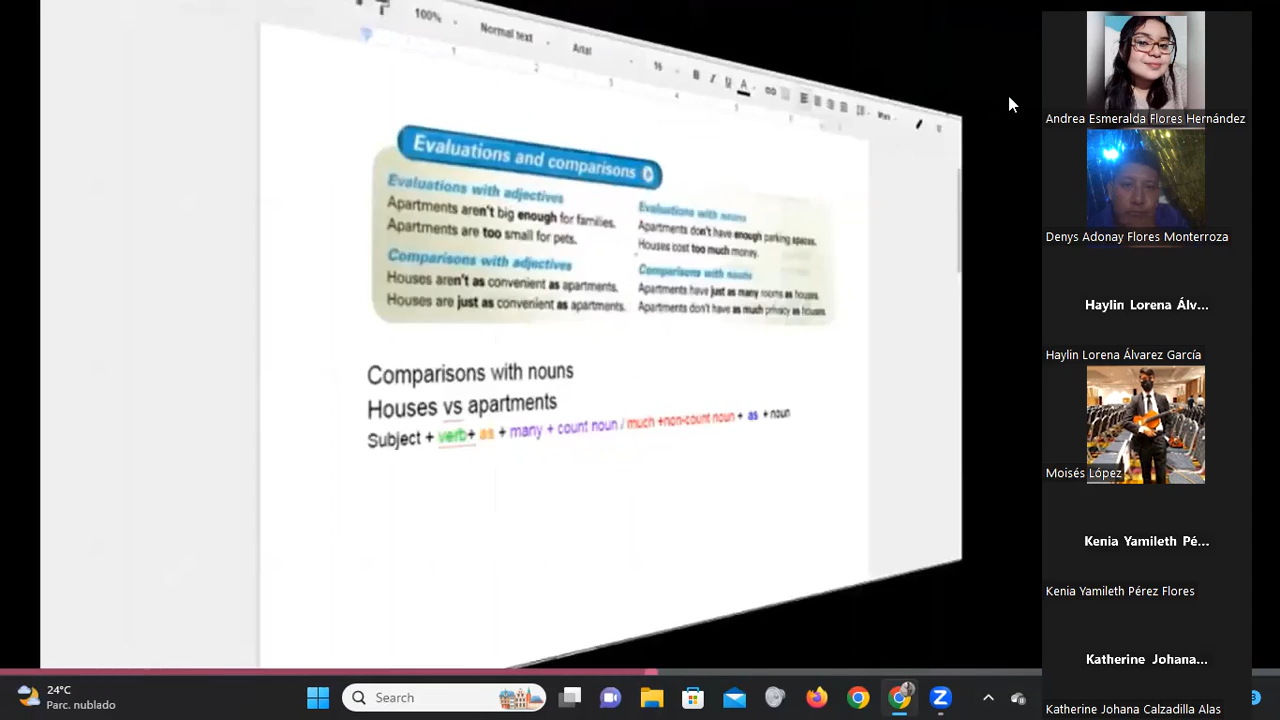 100%
Normal text
Arial
16
1
2
3
4
5
Evaluations and comparisons
Evaluations with adjectives
Apartments aren't big enough for families.
Apartments are too small for pets.
Comparisons with adjectives
Houses aren't as convenient as apartments.
Houses are just as convenient as apartments.
Evaluations with nouns
Apartments don't have enough parking spaces.
Houses cost too much money.
Comparisons with nouns
Apartments have just as many rooms as houses.
Apartments don't have as much privacy as houses.
Comparisons with nouns
Houses vs apartments
Subject + verb+ as + many + count noun / much +non-count noun + as + noun
Andrea Esmeralda Flores Hernández
Denys Adonay Flores Monterroza
Haylin Lorena Álv...
Haylin Lorena Álvarez García
Moisés López
Kenia Yamileth Pé...
Kenia Yamileth Pérez Flores
Katherine Johana...
Katherine Johana Calzadilla Alas
24°C
Parc. nublado
Search